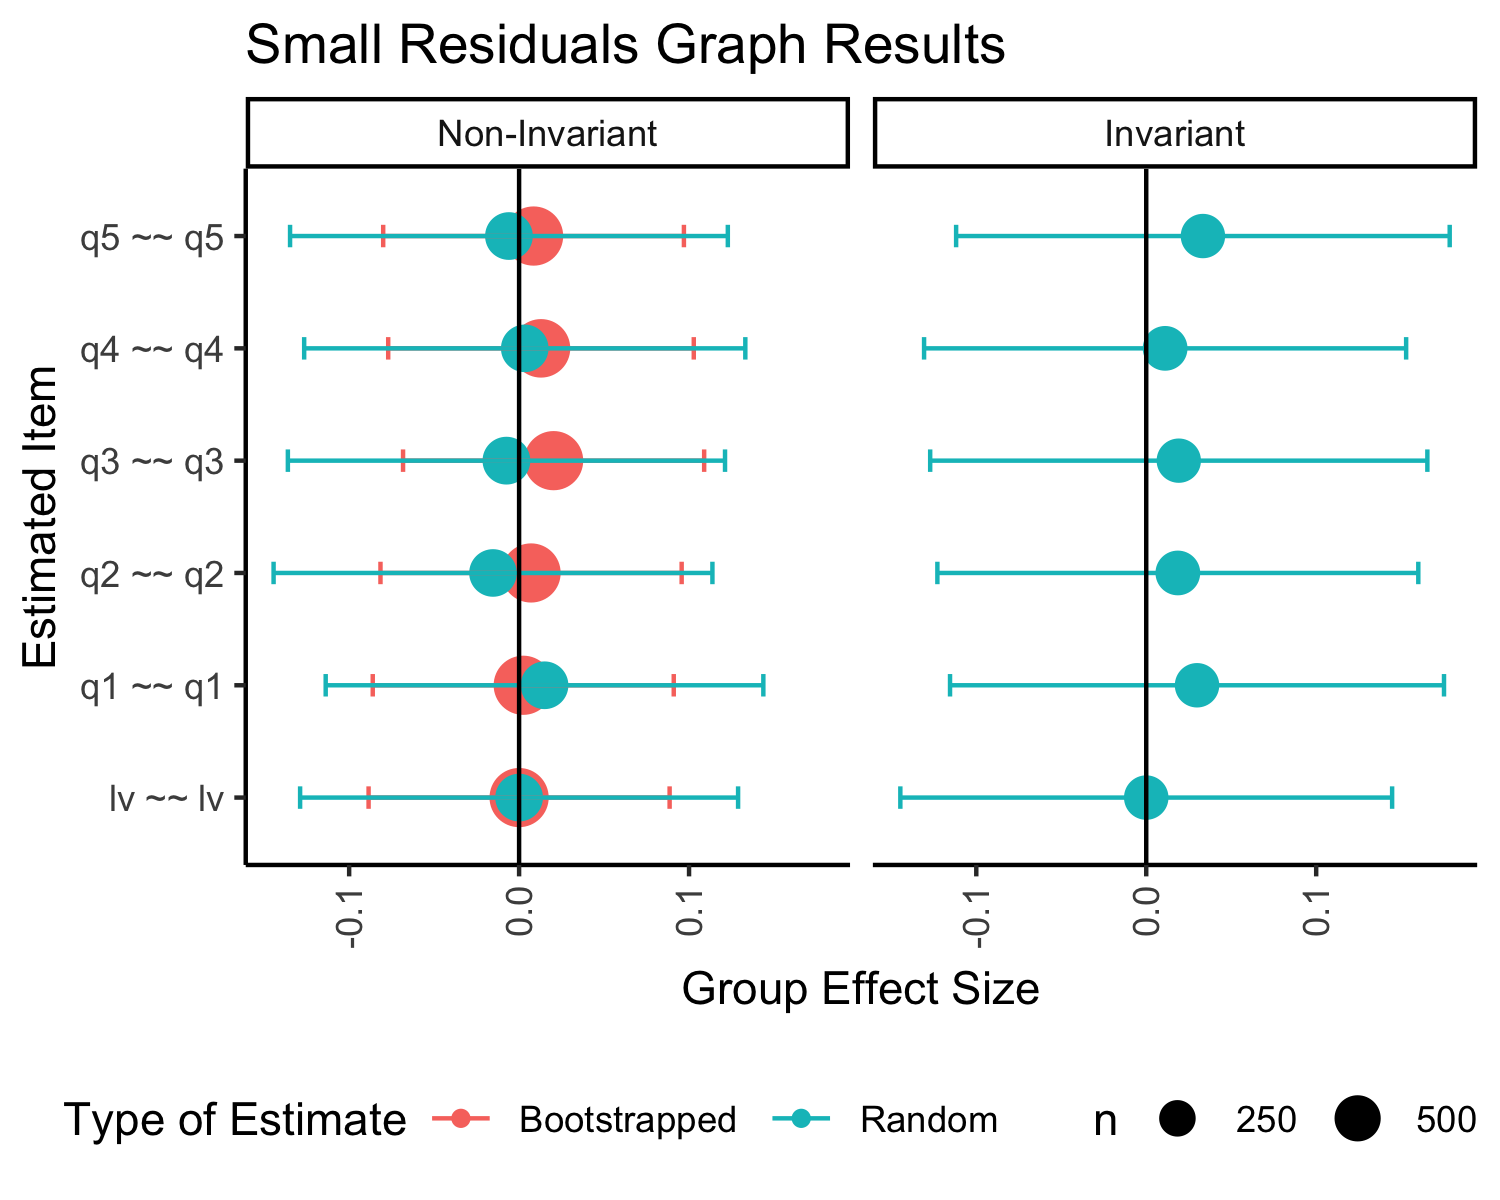 Small Residuals Graph Results
Non-Invariant Invariant
Estimated Item
q5 ~~ q5
q4 ~~ q4
q3 ~~ q3
q2 ~~ q2
q1 ~~ q1
lv ~~ lv
-0.1 0.0 0.1 -0.1 0.0 0.1
Group Effect Size
Type of Estimate Bootstrapped Random n 250 500